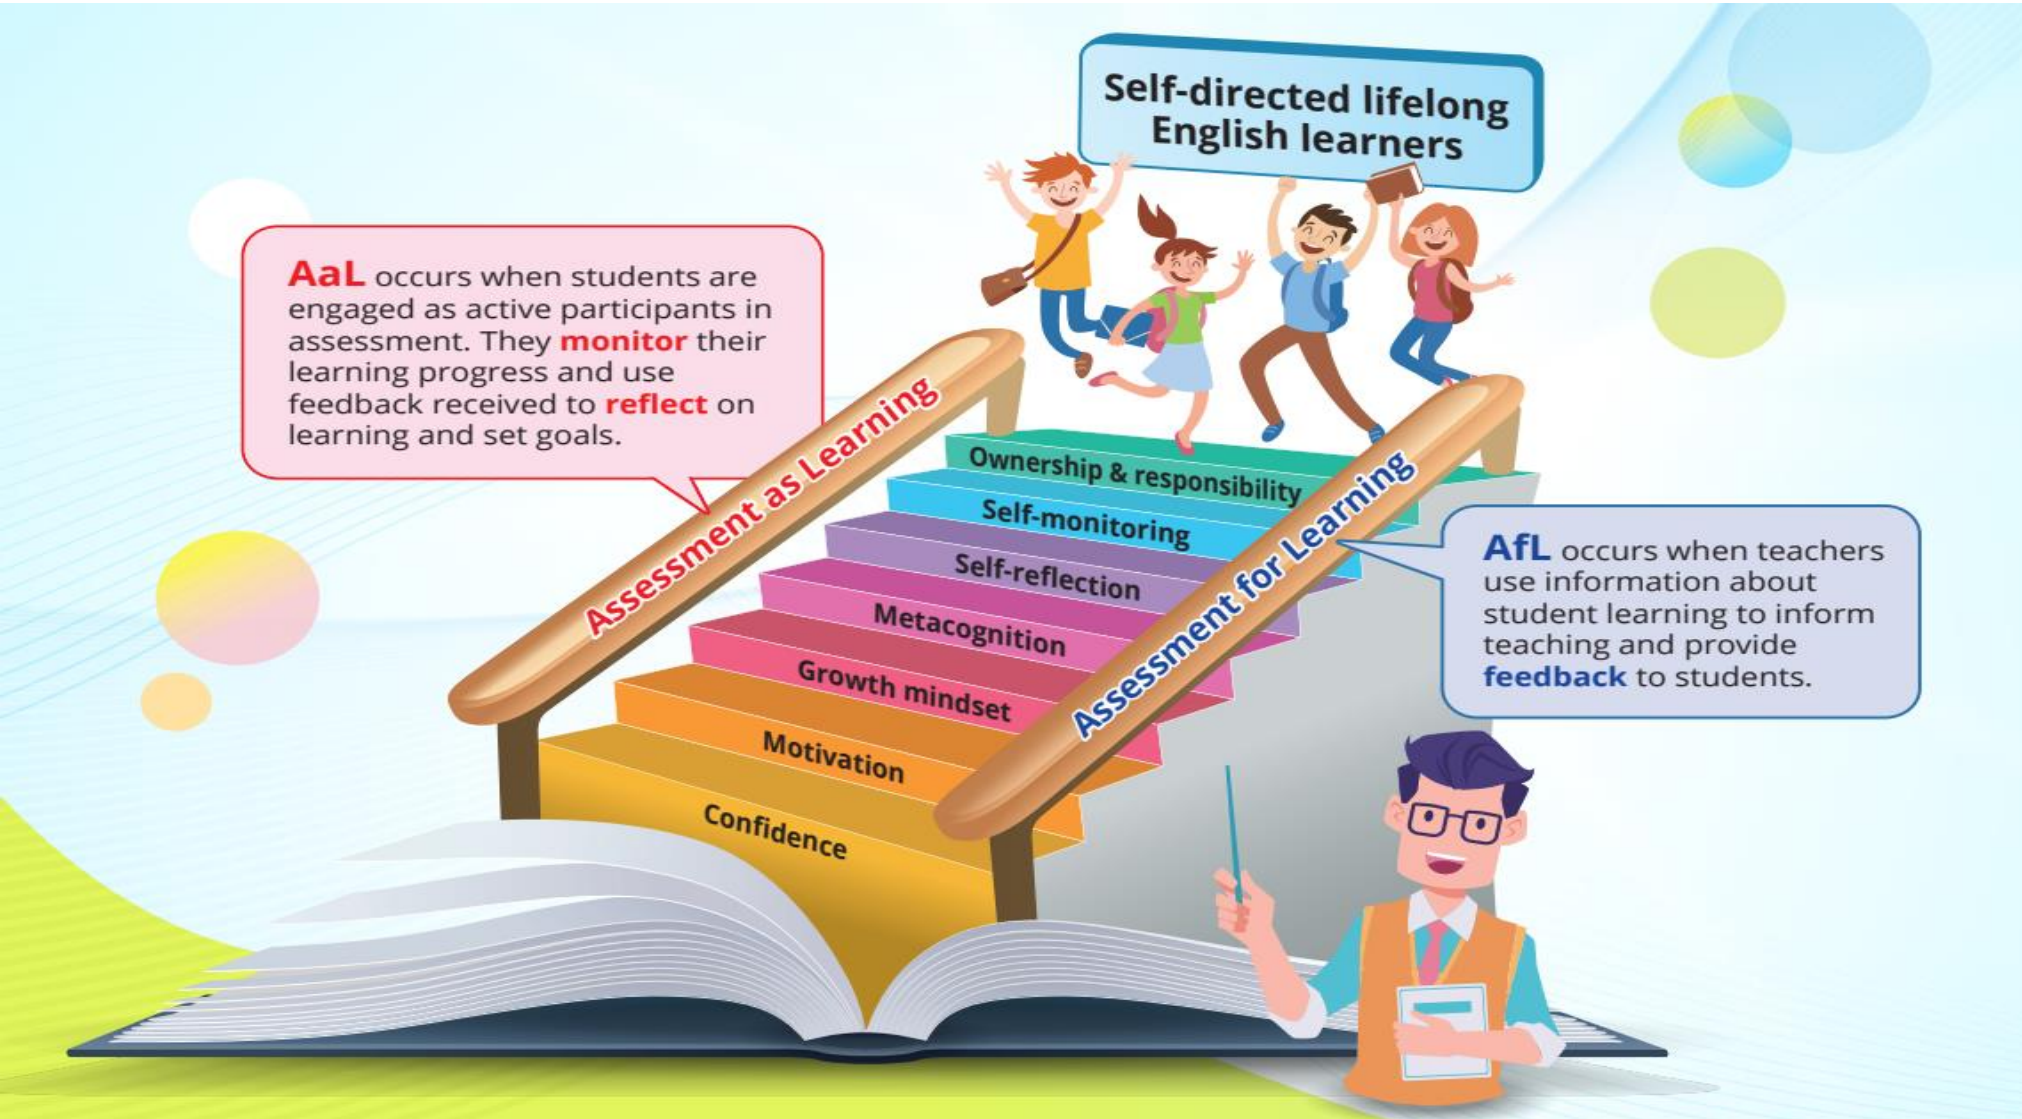 Self-directed lifelong
English learners
AaL occurs when students are
engaged as active participants in
assessment. They monitor their
learning progress and use
feedback received to reflect on
learning and set goals.
Assessment as Learning
Ownership & responsibility
Self-monitoring
Self-reflection
Metacognition
Growth mindset
Motivation
Confidence
Assessment for Learning
AfL occurs when teachers
use information about
student learning to inform
teaching and provide
feedback to students.